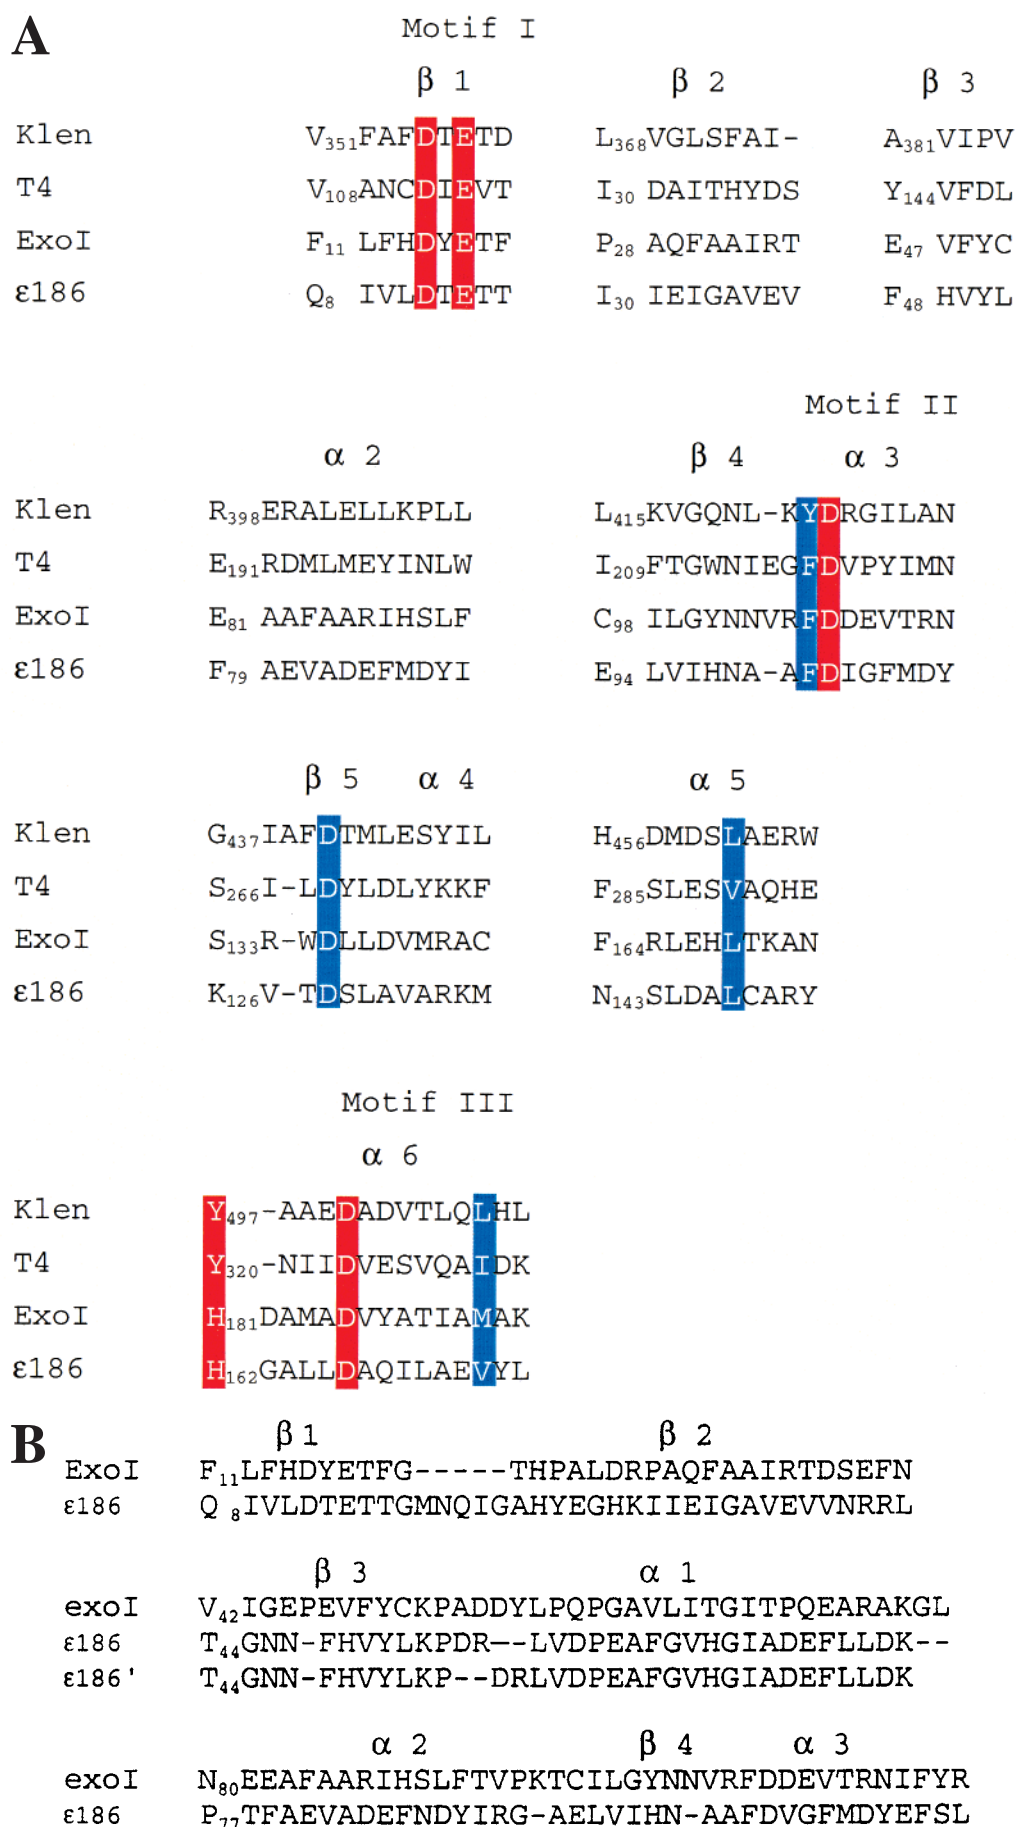 A
Motif I
β 1 β 2 β 3
Klen V351FAFDTETD L368VGLSFAI- A381VIPV
T4 V108ANCDIEVT I30 DAITHYDS Y144VFDL
ExoI F11 LFHDYETF P28 AQFAAIRT E47 VFYC
ε186 Q8 IVLDTETT I30 IEIGAVEV F48 HVYL
Motif II
α 2 β 4 α 3
Klen R398ERALELLKPLL L415KVGQNL-KYDRGILAN
T4 E191RDMLMEYINLW I209FTGWNIEGFDVPYIMN
ExoI E81 AAFAARIHSLF C98 ILGYNNVRFDDEVTRN
ε186 F79 AEVADEFMDYI E94 LVIHNA-AFDIGFMDY
β 5 α 4 α 5
Klen G437IAFDTMLESYIL H456DMDSLAERW
T4 S266I-LDYLDLYKKF F285SLESVAQHE
ExoI S133R-WDLLDVMRAC F164RLEHLTKAN
ε186 K126V-TDSLAVARKM N143SLDALCARY
Motif III
α 6
Klen Y497-AAEDADVTLQLHL
T4 Y320-NIIDVESVQAIDK
ExoI H181DAMADVYATIAMAK
ε186 H162GALLDAQILAEVYL
B
β1 β 2
ExoI F11LFHDYETFG-----THPALDRPAQFAAIRTDSEFN
ε186 Q 8IVLDTETTGMNQIGAHYEGHKIIEIGAVEVVNRRL
β 3 α 1
exoI V42IGEPEVFYCKPADDYLPQPGAVLITGITPQEARAKGL
ε186 T44GNN-FHVYLKPDR--LVDPEAFGVHGIADEFLLDK--
ε186' T44GNN-FHVYLKP--DRLVDPEAFGVHGIADEFLLDK
α 2 β 4 α 3
exoI N80EEAFAARIHSLFTVPKTCILGYNNVRFDDEVTRNIFYR
ε186 P77TFAEVADEFNDYIRG-AELVIHN-AAFDVGFMDYEFSL